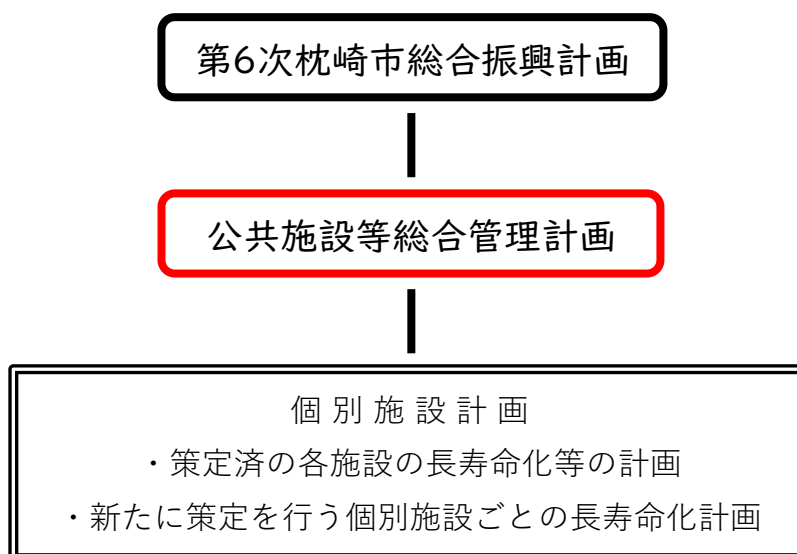 第6次枕崎市総合振興計画
公共施設等総合管理計画
個別施設計画
・策定済の各施設の長寿命化等の計画
・新たに策定を行う個別施設ごとの長寿命化計画